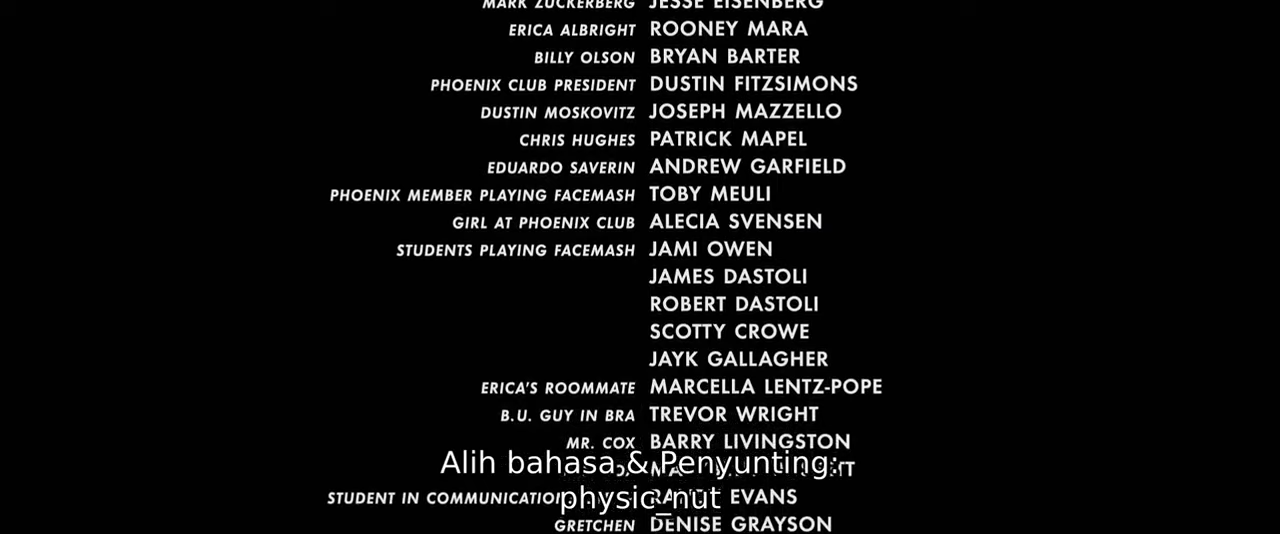 MARK ZUCKERBERG JESSE EISENBERG
ERICA ALBRIGHT ROONEY MARA
BILLY OLSON BRYAN BARTER
PHOENIX CLUB PRESIDENT DUSTIN FITZSIMONS
DUSTIN MOSKOVITZ JOSEPH MAZZELLO
CHRIS HUGHES PATRICK MAPEL
EDUARDO SAVERIN ANDREW GARFIELD
PHOENIX MEMBER PLAYING FACEMASH TOBY MEULI
GIRL AT PHOENIX CLUB ALECIA SVENSEN
STUDENTS PLAYING FACEMASH JAMI OWEN
JAMES DASTOLI
ROBERT DASTOLI
SCOTTY CROWE
JAYK GALLAGHER
ERICA'S ROOMMATE MARCELLA LENTZ-POPE
B.U. GUY IN BRA TREVOR WRIGHT
MR. COX BARRY LIVINGSTON
Alih bahasa & Penyunting:
STUDENT IN EVANS
physic_nut
GRETCHEN DENISE GRAYSON